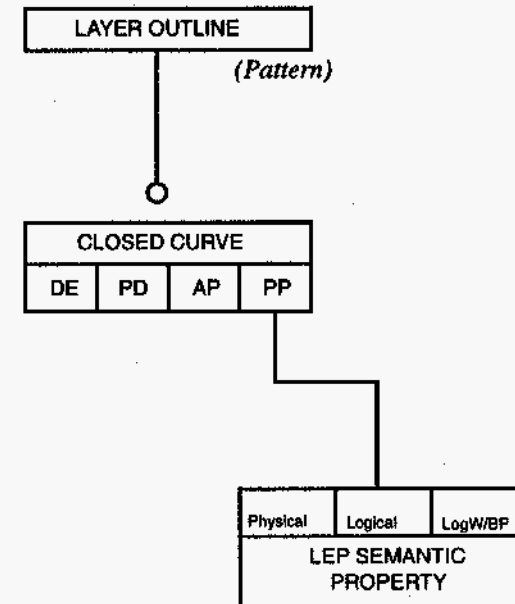 LAYER OUTLINE
(Pattern)
CLOSED CURVE
DE PD AP PP
Physical Logical LogW/BP
LEP SEMANTIC
PROPERTY